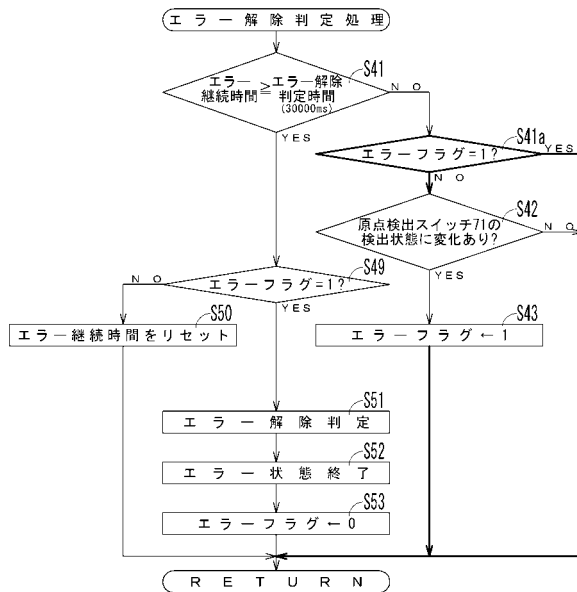 エラー解除判定処理
S41
エラー継続時間≧エラー解除判定時間
(30000ms)
NO
YES
S41a
エラーフラグ=1?
YES
NO
S42
原点検出スイッチ71の
検出状態に変化あり?
NO
YES
S49
エラーフラグ=1?
NO
YES
S50
エラー継続時間をリセット
S43
エラーフラグ←1
S51
エラー解除判定
S52
エラー状態終了
S53
エラーフラグ←0
RETURN